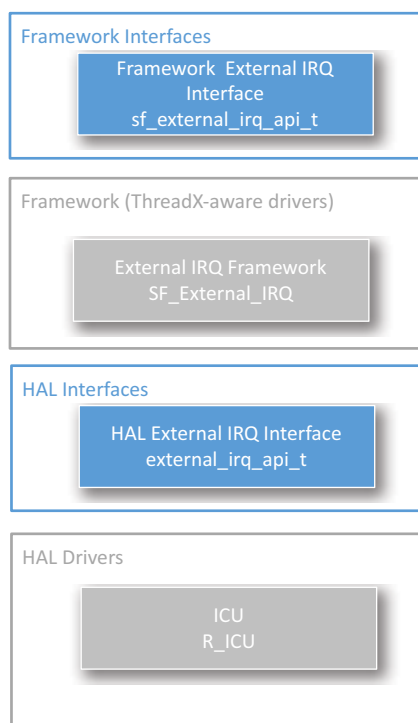 Framework Interfaces
Framework  External IRQ
Interface
sf_external_irq_api_t
Framework (ThreadX-aware drivers)
External IRQ Framework
SF_External_IRQ
HAL Interfaces
HAL External IRQ Interface
external_irq_api_t
HAL Drivers
ICU
R_ICU